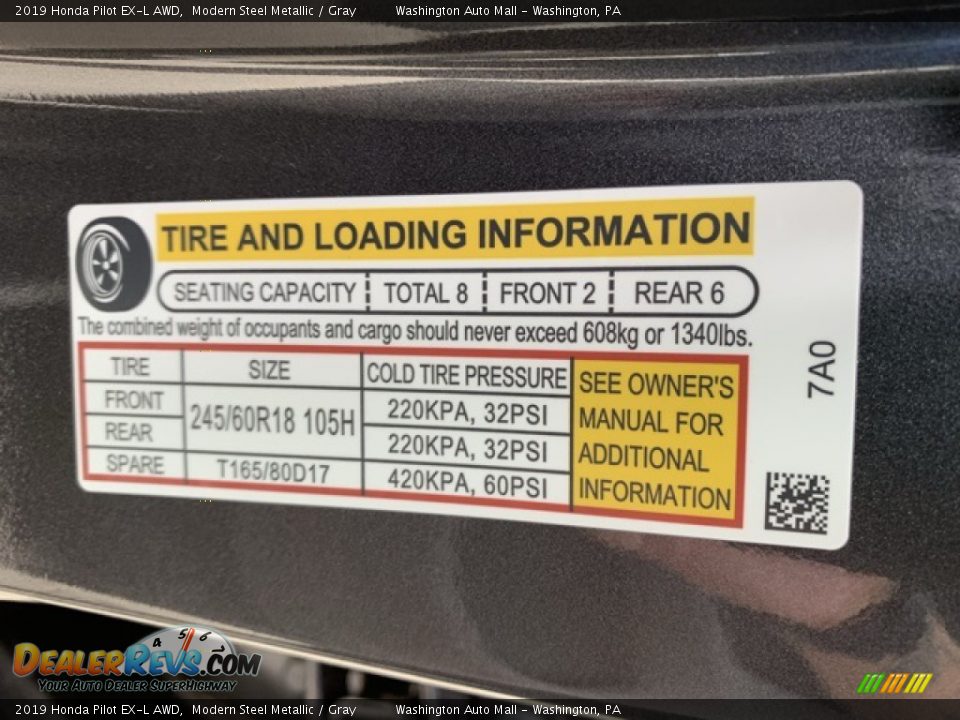 2019 Honda Pilot EX-L AWD, Modern Steel Metallic / Gray Washington Auto Mall - Washington, PA
TIRE AND LOADING INFORMATION
SEATING CAPACITY TOTAL 8 FRONT 2 REAR 6
The combined weight of occupants and cargo should never exceed 608kg or 1340lbs.
TIRE SIZE COLD TIRE PRESSURE
FRONT 245/60R18 105H 220KPA, 32PSI
REAR 220KPA, 32PSI
SPARE T165/80D17 420KPA, 60PSI
SEE OWNER'S
MANUAL FOR
ADDITIONAL
INFORMATION
7A0
4 5 6
DEALERREVS.COM
YOUR AUTO DEALER SUPERHIGHWAY
2019 Honda Pilot EX-L AWD, Modern Steel Metallic / Gray Washington Auto Mall - Washington, PA